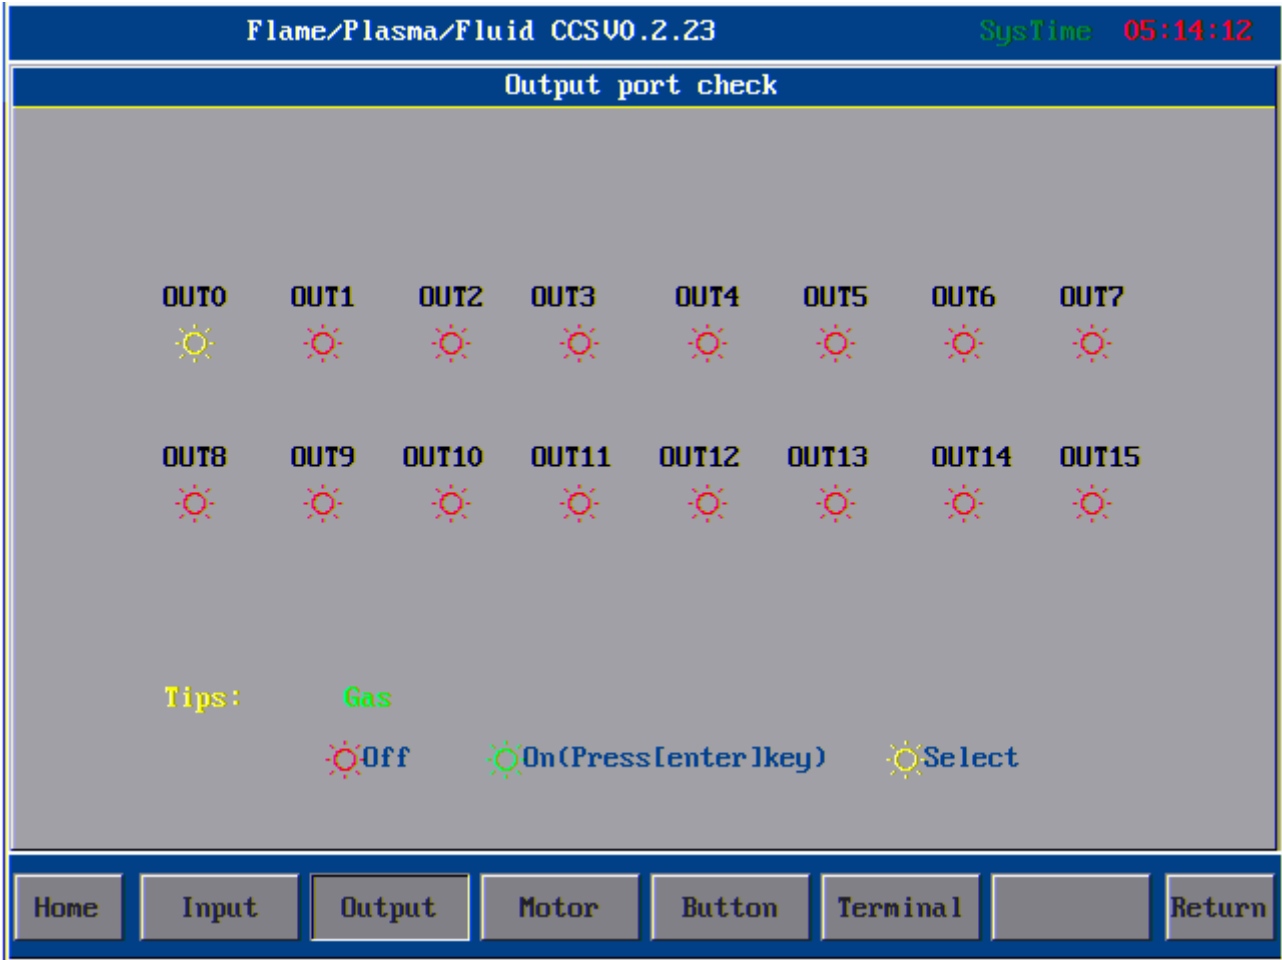 Flame/Plasma/Fluid CCSV0.2.23 SysTime 05:14:12
Output port check
OUT0 OUT1 OUT2 OUT3 OUT4 OUT5 OUT6 OUT7
OUT8 OUT9 OUT10 OUT11 OUT12 OUT13 OUT14 OUT15
Tips: Gas
Off On(Press[enter]key) Select
Home Input Output Motor Button Terminal Return